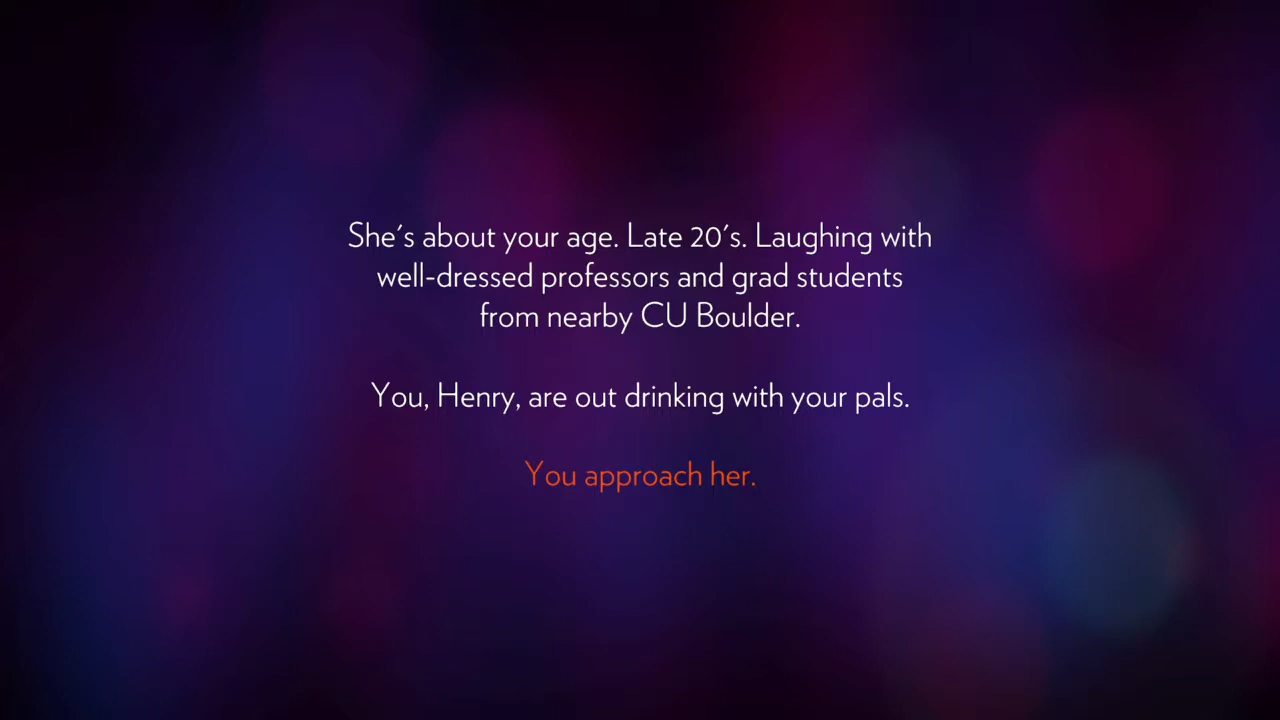 She's about your age. Late 20's. Laughing with
well-dressed professors and grad students
from nearby CU Boulder.
You, Henry, are out drinking with your pals.
You approach her.